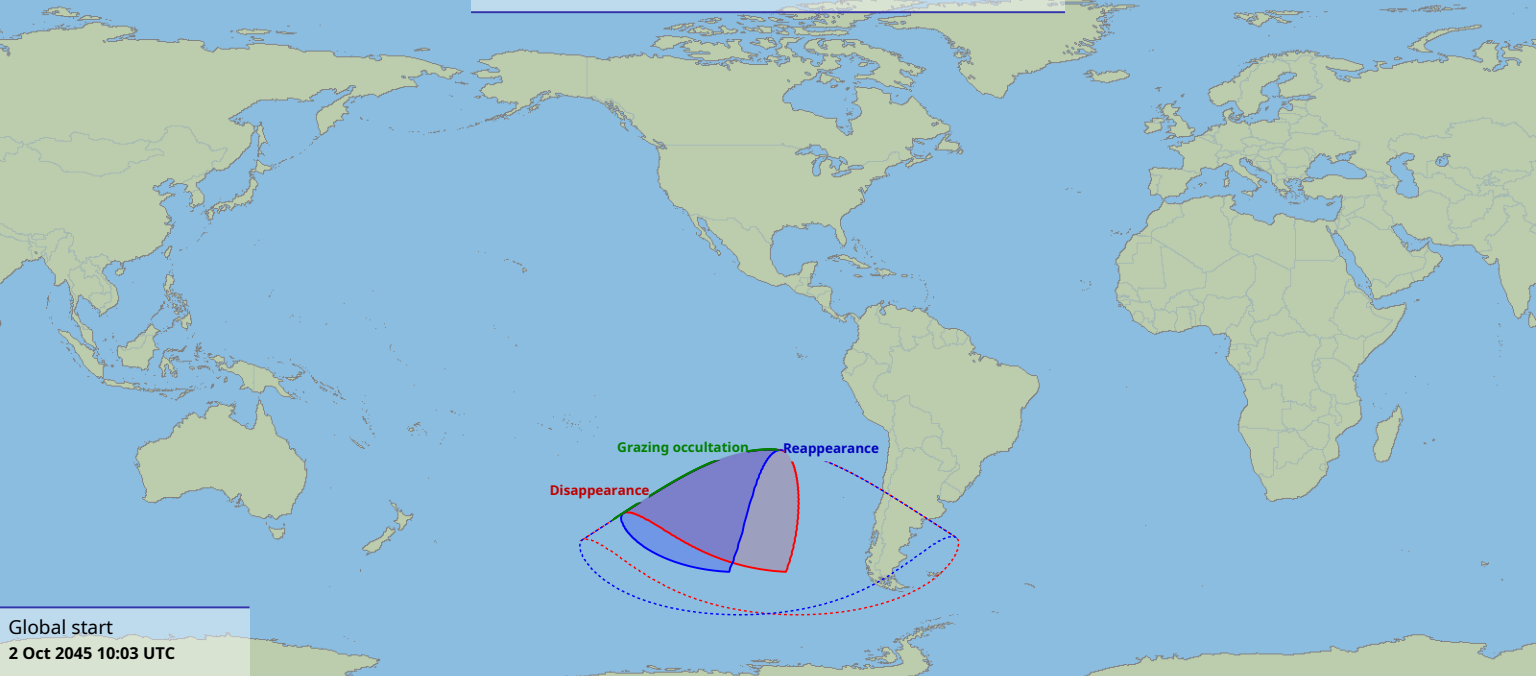 Grazing occultation
Reappearance
Disappearance
Global start
2 Oct 2045 10:03 UTC